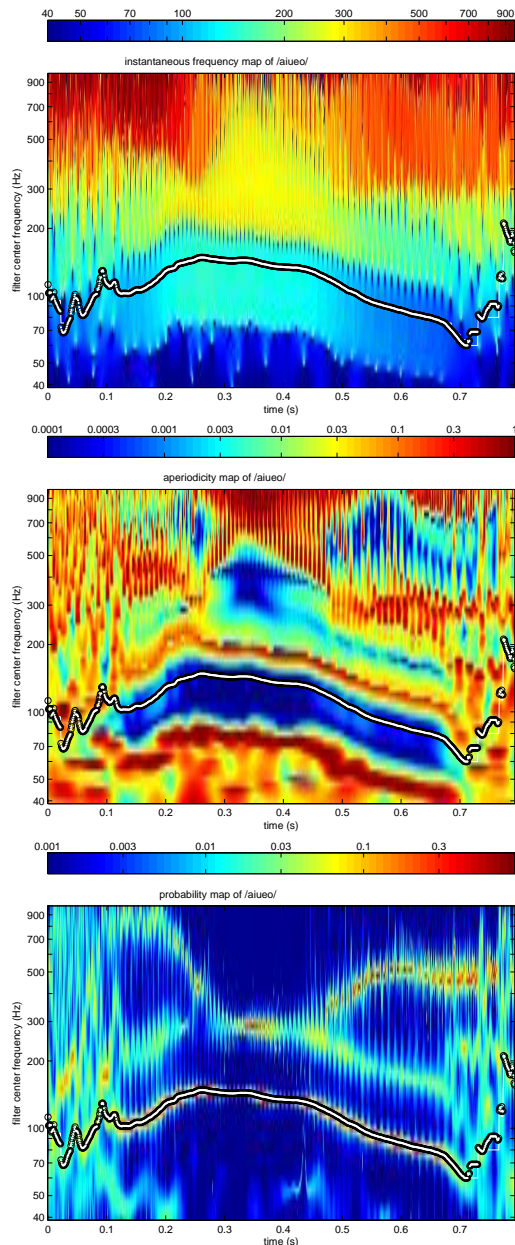 40 50 70 100 200 300 500 700 900
instantaneous frequency map of /aiueo/
900
700
500
300
200
100
70
50
40
filter center frequency (Hz)
0 0.1 0.2 0.3 0.4 0.5 0.6 0.7
time (s)
0.0001 0.0003 0.001 0.003 0.01 0.03 0.1 0.3 1
aperiodicity map of /aiueo/
900
700
500
300
200
100
70
50
40
filter center frequency (Hz)
0 0.1 0.2 0.3 0.4 0.5 0.6 0.7
time (s)
0.001 0.003 0.01 0.03 0.1 0.3
probability map of /aiueo/
900
700
500
300
200
100
70
50
40
filter center frequency (Hz)
0 0.1 0.2 0.3 0.4 0.5 0.6 0.7
time (s)